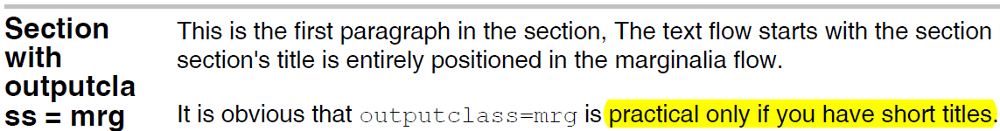 Section
with
outputcla
ss = mrg
This is the first paragraph in the section, The text flow starts with the section
section's title is entirely positioned in the marginalia flow.
It is obvious that outputclass=mrg is practical only if you have short titles.